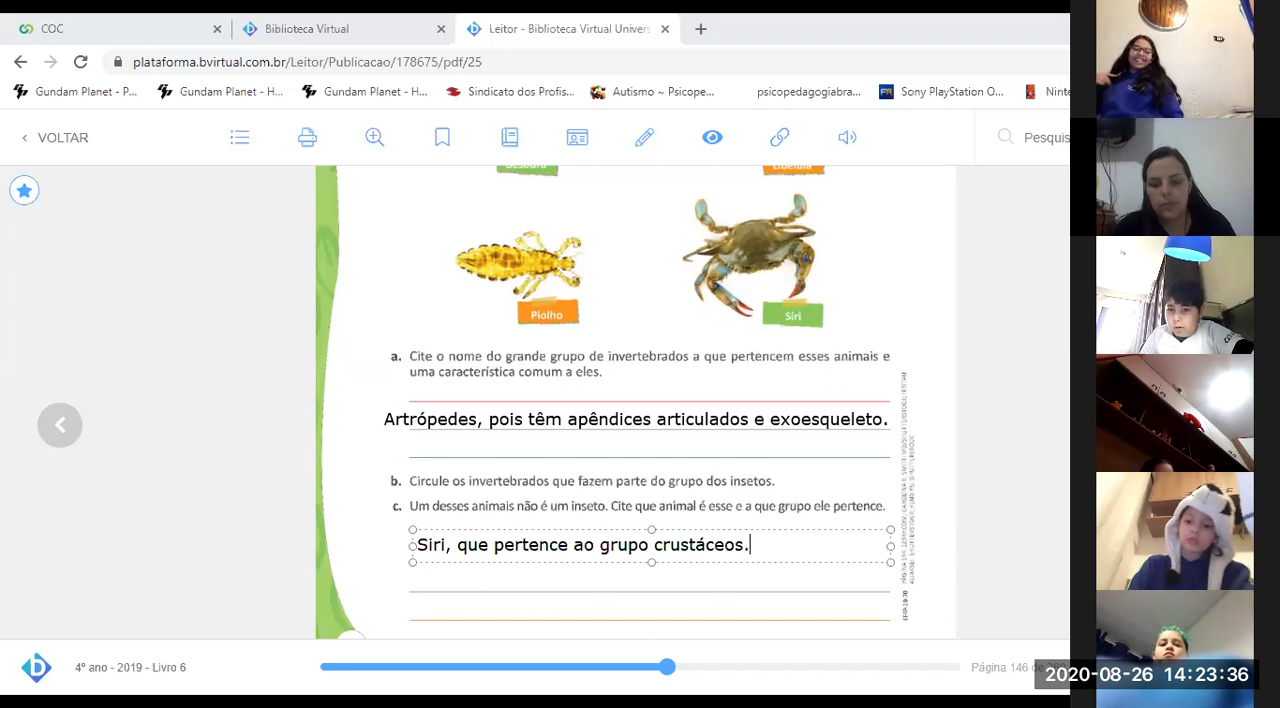 COC
Biblioteca Virtual
Leitor - Biblioteca Virtual Univers
plataforma.bvirtual.com.br/Leitor/Publicacao/178675/pdf/25
Gundam Planet - P...
Gundam Planet - H...
Gundam Planet - H...
Sindicato dos Profis...
Autismo ~ Psicope...
psicopedagogiabra...
Sony PlayStation O...
Ninte
VOLTAR
Pesquis
Besouro
Libélula
Piolho
Siri
a. Cite o nome do grande grupo de invertebrados a que pertencem esses animais e
uma característica comum a eles.
Artrópedes, pois têm apêndices articulados e exoesqueleto.
b. Circule os invertebrados que fazem parte do grupo dos insetos.
c. Um desses animais não é um inseto. Cite que animal é esse e a que grupo ele pertence.
Siri, que pertence ao grupo crustáceos.
4º ano - 2019 - Livro 6
Página 146 de
2020-08-26 14:23:36